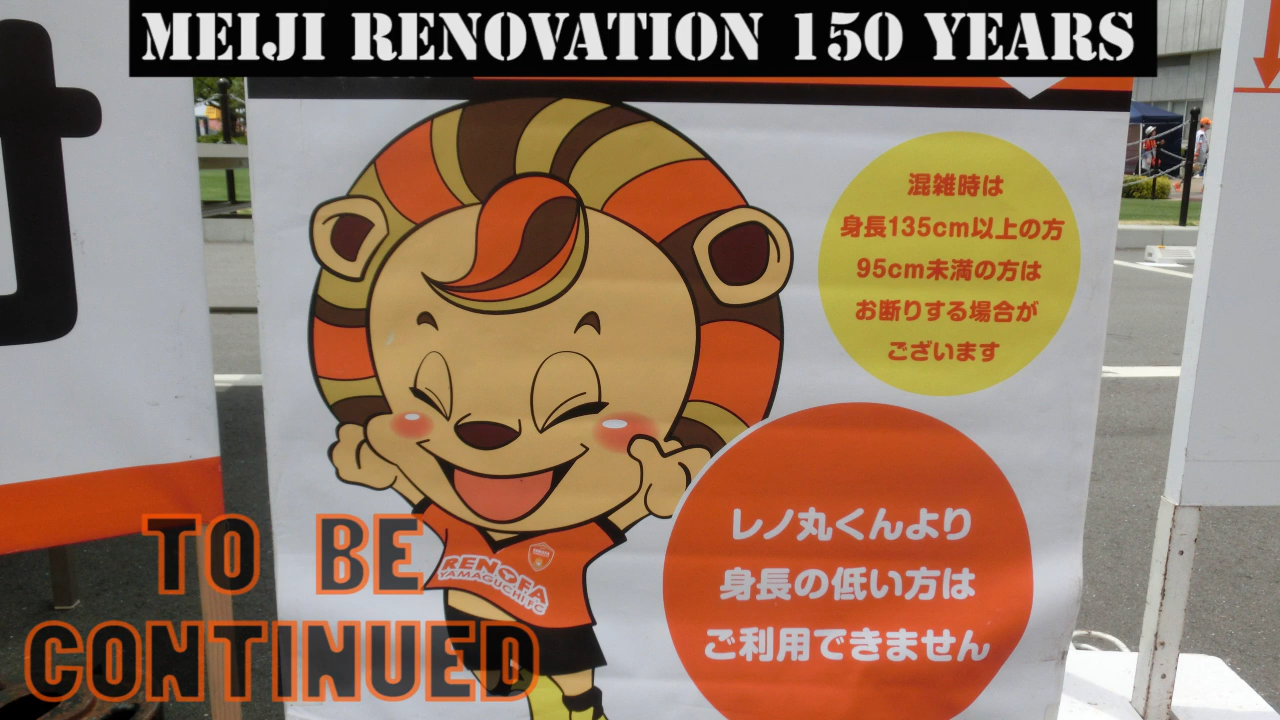 MEIJI RENOVATION 150 YEARS
混雑時は
身長135cm以上の方
95cm未満の方は
お断りする場合が
ございます
レノ丸くんより
身長の低い方は
ご利用できません
RENOFA
YAMAGUCHI FC
TO BE
CONTINUED